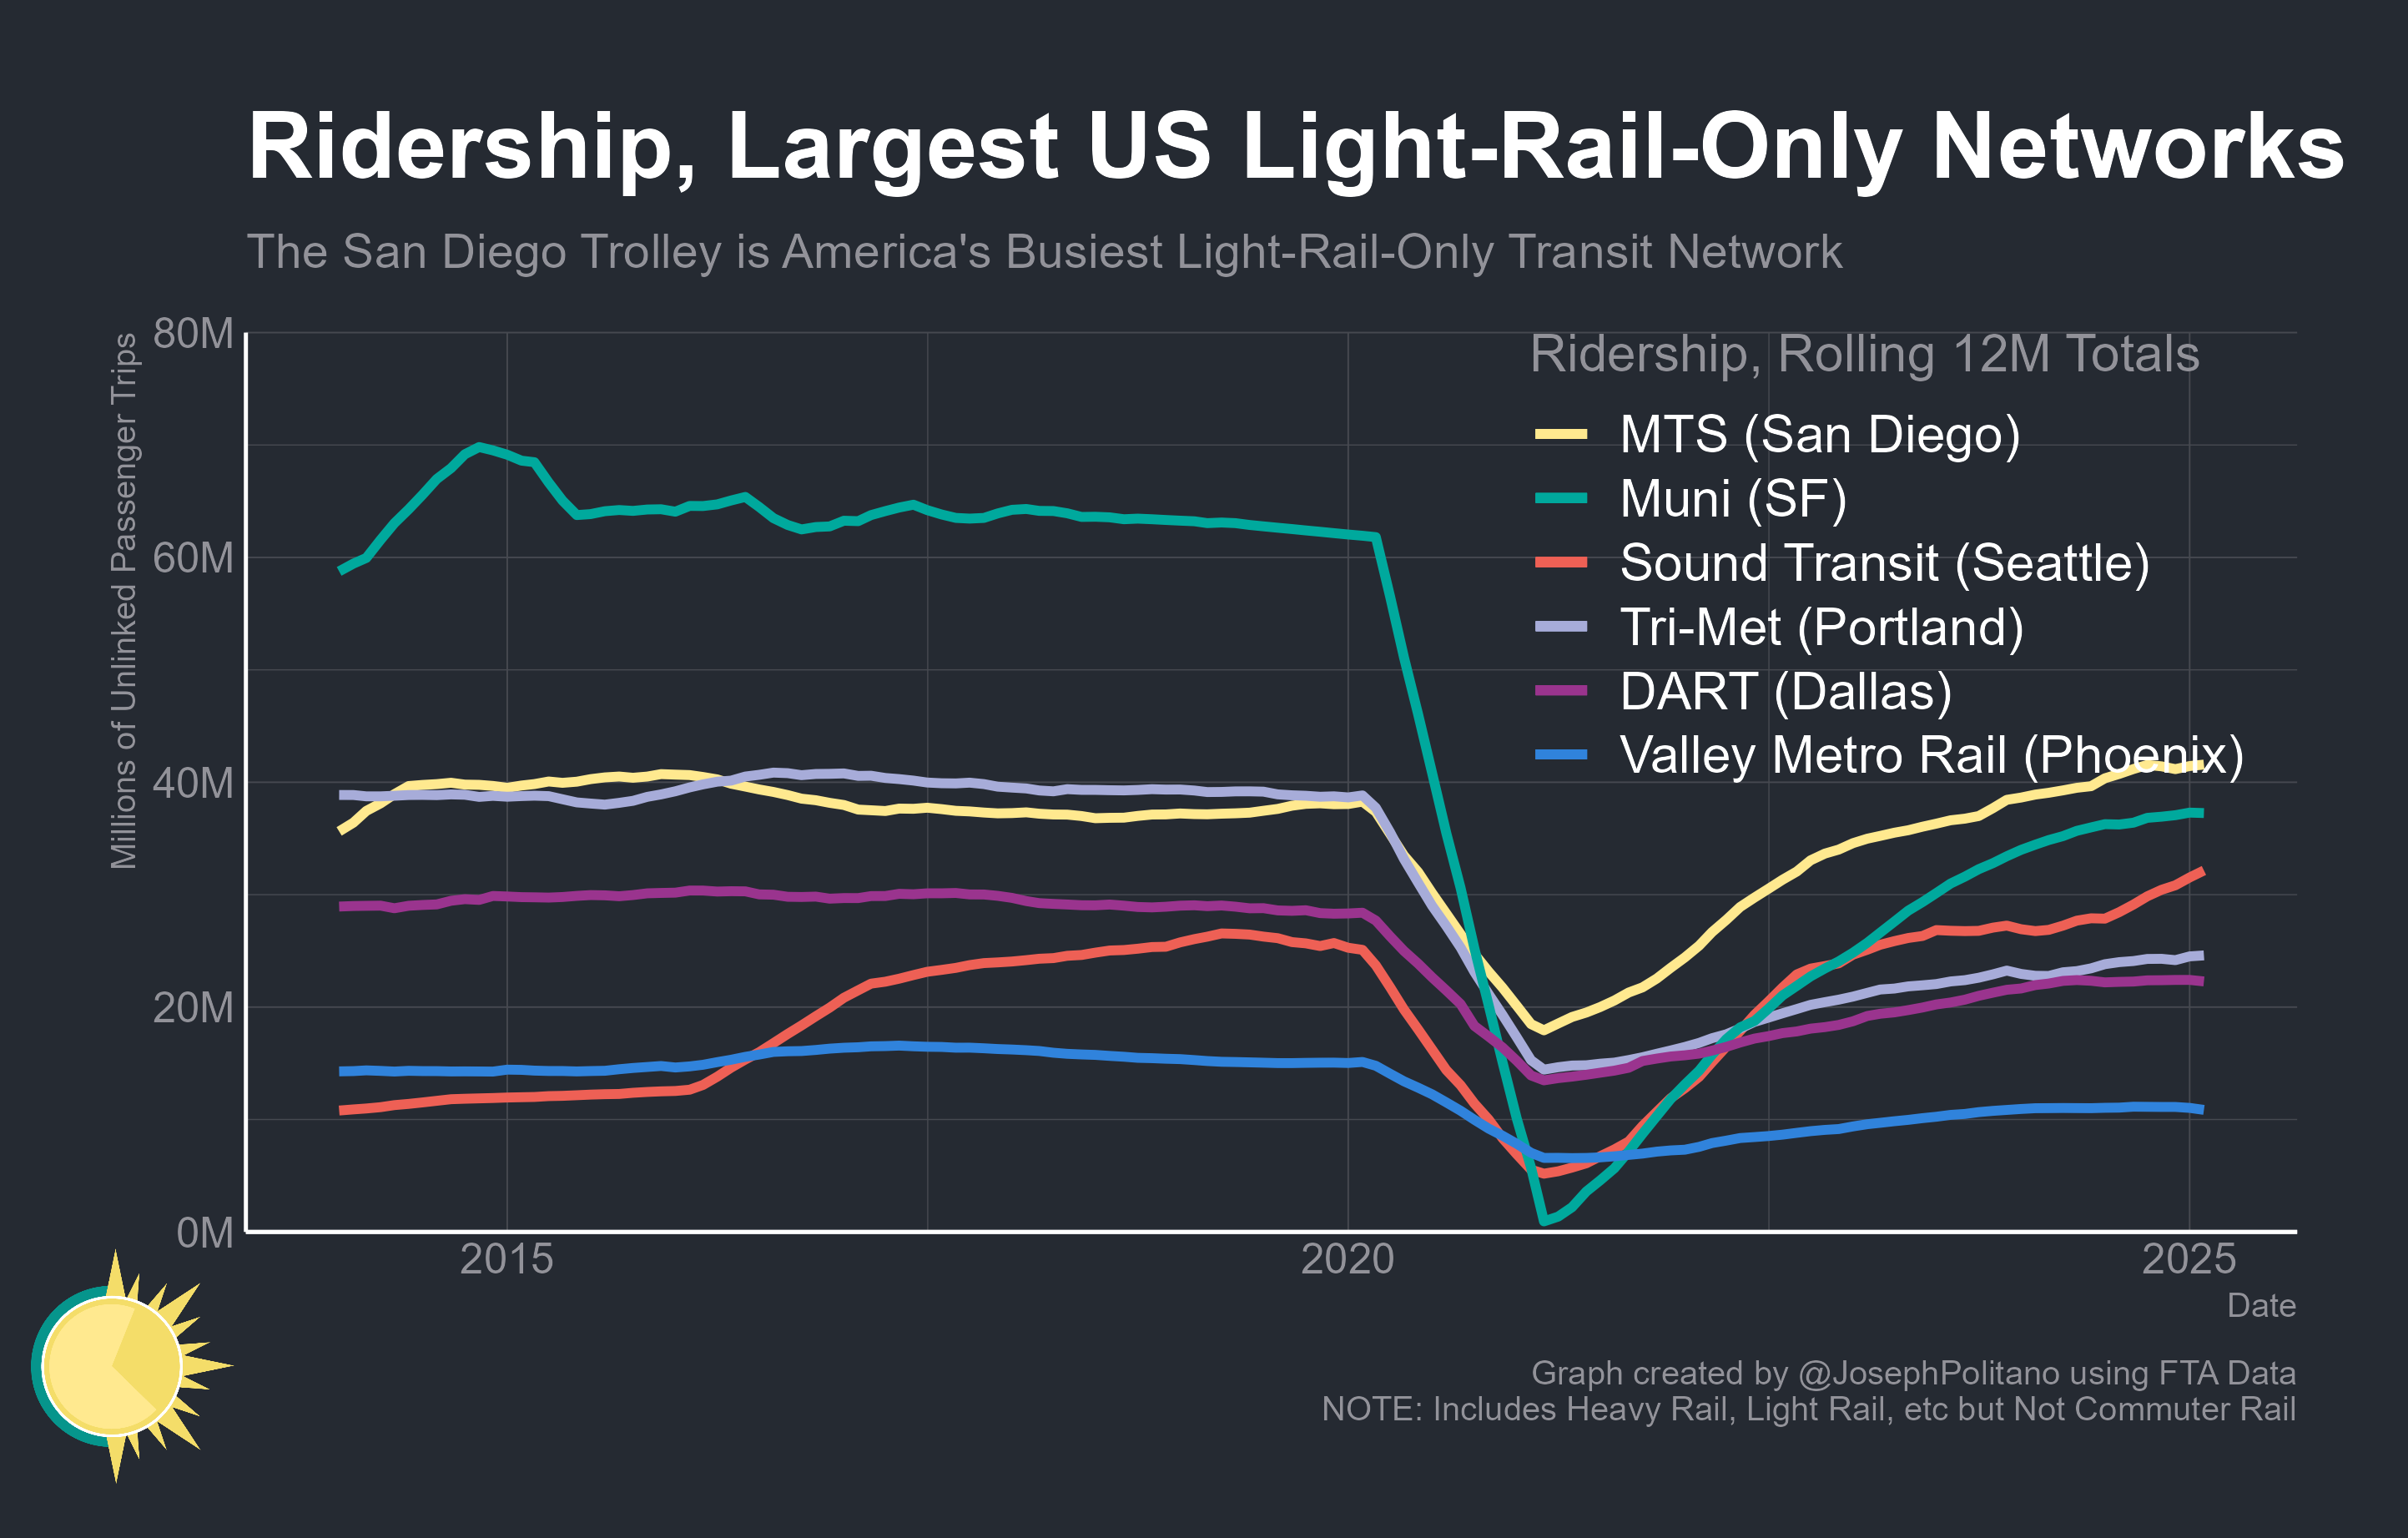 Ridership, Largest US Light-Rail-Only Networks
The San Diego Trolley is America's Busiest Light-Rail-Only Transit Network
Millions of Unlinked Passenger Trips
80M
60M
40M
20M
0M
Ridership, Rolling 12M Totals
MTS (San Diego)
Muni (SF)
Sound Transit (Seattle)
Tri-Met (Portland)
DART (Dallas)
Valley Metro Rail (Phoenix)
2015
2020
2025
Date
Graph created by @JosephPolitano using FTA Data
NOTE: Includes Heavy Rail, Light Rail, etc but Not Commuter Rail